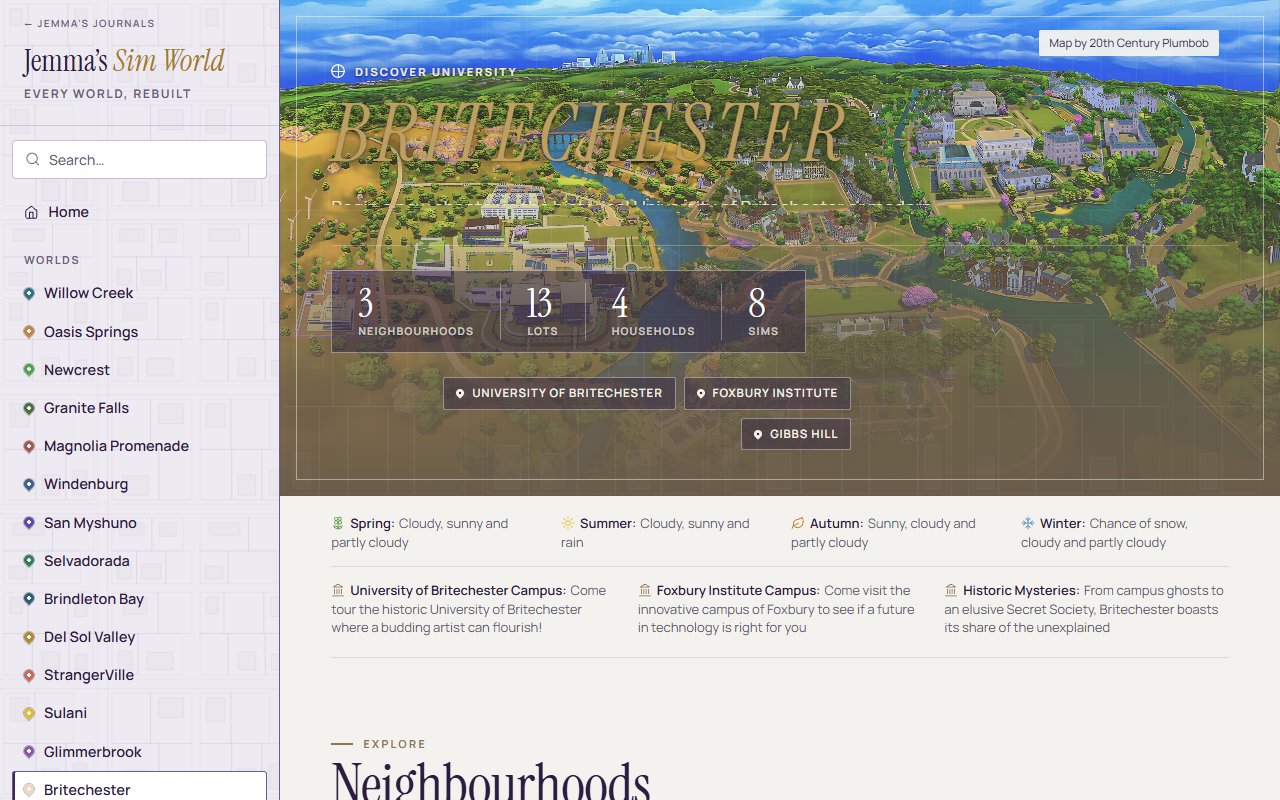 ← JEMMA'S JOURNALS
Jemma's Sim World
EVERY WORLD, REBUILT
Search...
Home
WORLDS
Willow Creek
Oasis Springs
Newcrest
Granite Falls
Magnolia Promenade
Windenburg
San Myshuno
Selvadorada
Brindleton Bay
Del Sol Valley
StrangerVille
Sulani
Glimmerbrook
Britechester
Map by 20th Century Plumbob
DISCOVER UNIVERSITY
BRITECHESTER
3
NEIGHBOURHOODS
13
LOTS
4
HOUSEHOLDS
8
SIMS
UNIVERSITY OF BRITECHESTER
FOXBURY INSTITUTE
GIBBS HILL
Spring: Cloudy, sunny and
partly cloudy
Summer: Cloudy, sunny and
rain
Autumn: Sunny, cloudy and
partly cloudy
Winter: Chance of snow,
cloudy and partly cloudy
University of Britechester Campus: Come
tour the historic University of Britechester
where a budding artist can flourish!
Foxbury Institute Campus: Come visit the
innovative campus of Foxbury to see if a future
in technology is right for you
Historic Mysteries: From campus ghosts to
an elusive Secret Society, Britechester boasts
its share of the unexplained
EXPLORE
Neighbourhoods